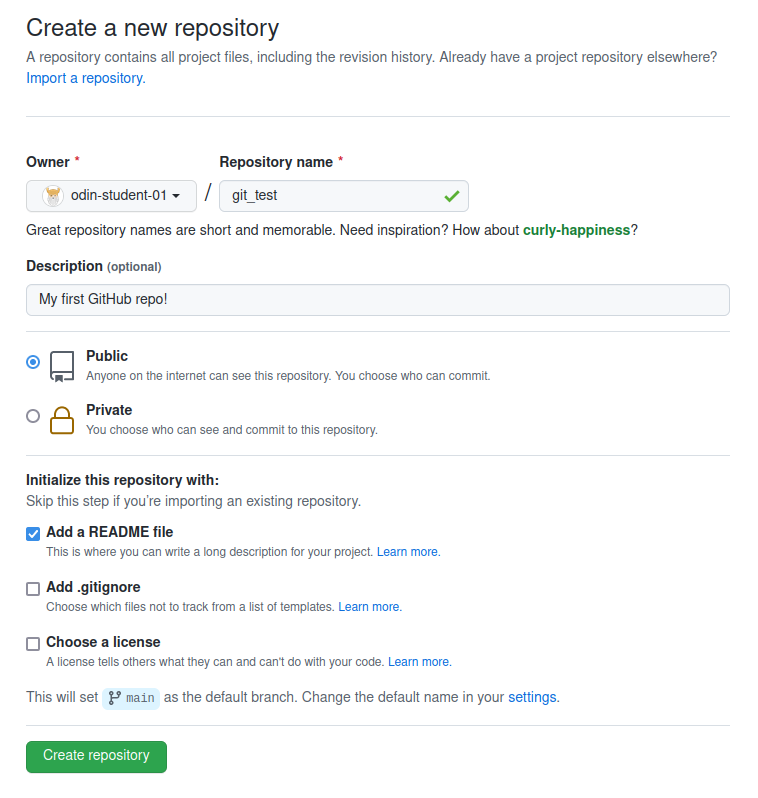 Create a new repository
A repository contains all project files, including the revision history. Already have a project repository elsewhere?
Import a repository.
Owner * Repository name *
odin-student-01 / git_test
Great repository names are short and memorable. Need inspiration? How about curly-happiness?
Description (optional)
My first GitHub repo!
Public
Anyone on the internet can see this repository. You choose who can commit.
Private
You choose who can see and commit to this repository.
Initialize this repository with:
Skip this step if you’re importing an existing repository.
Add a README file
This is where you can write a long description for your project. Learn more.
Add .gitignore
Choose which files not to track from a list of templates. Learn more.
Choose a license
A license tells others what they can and can't do with your code. Learn more.
This will set main as the default branch. Change the default name in your settings.
Create repository